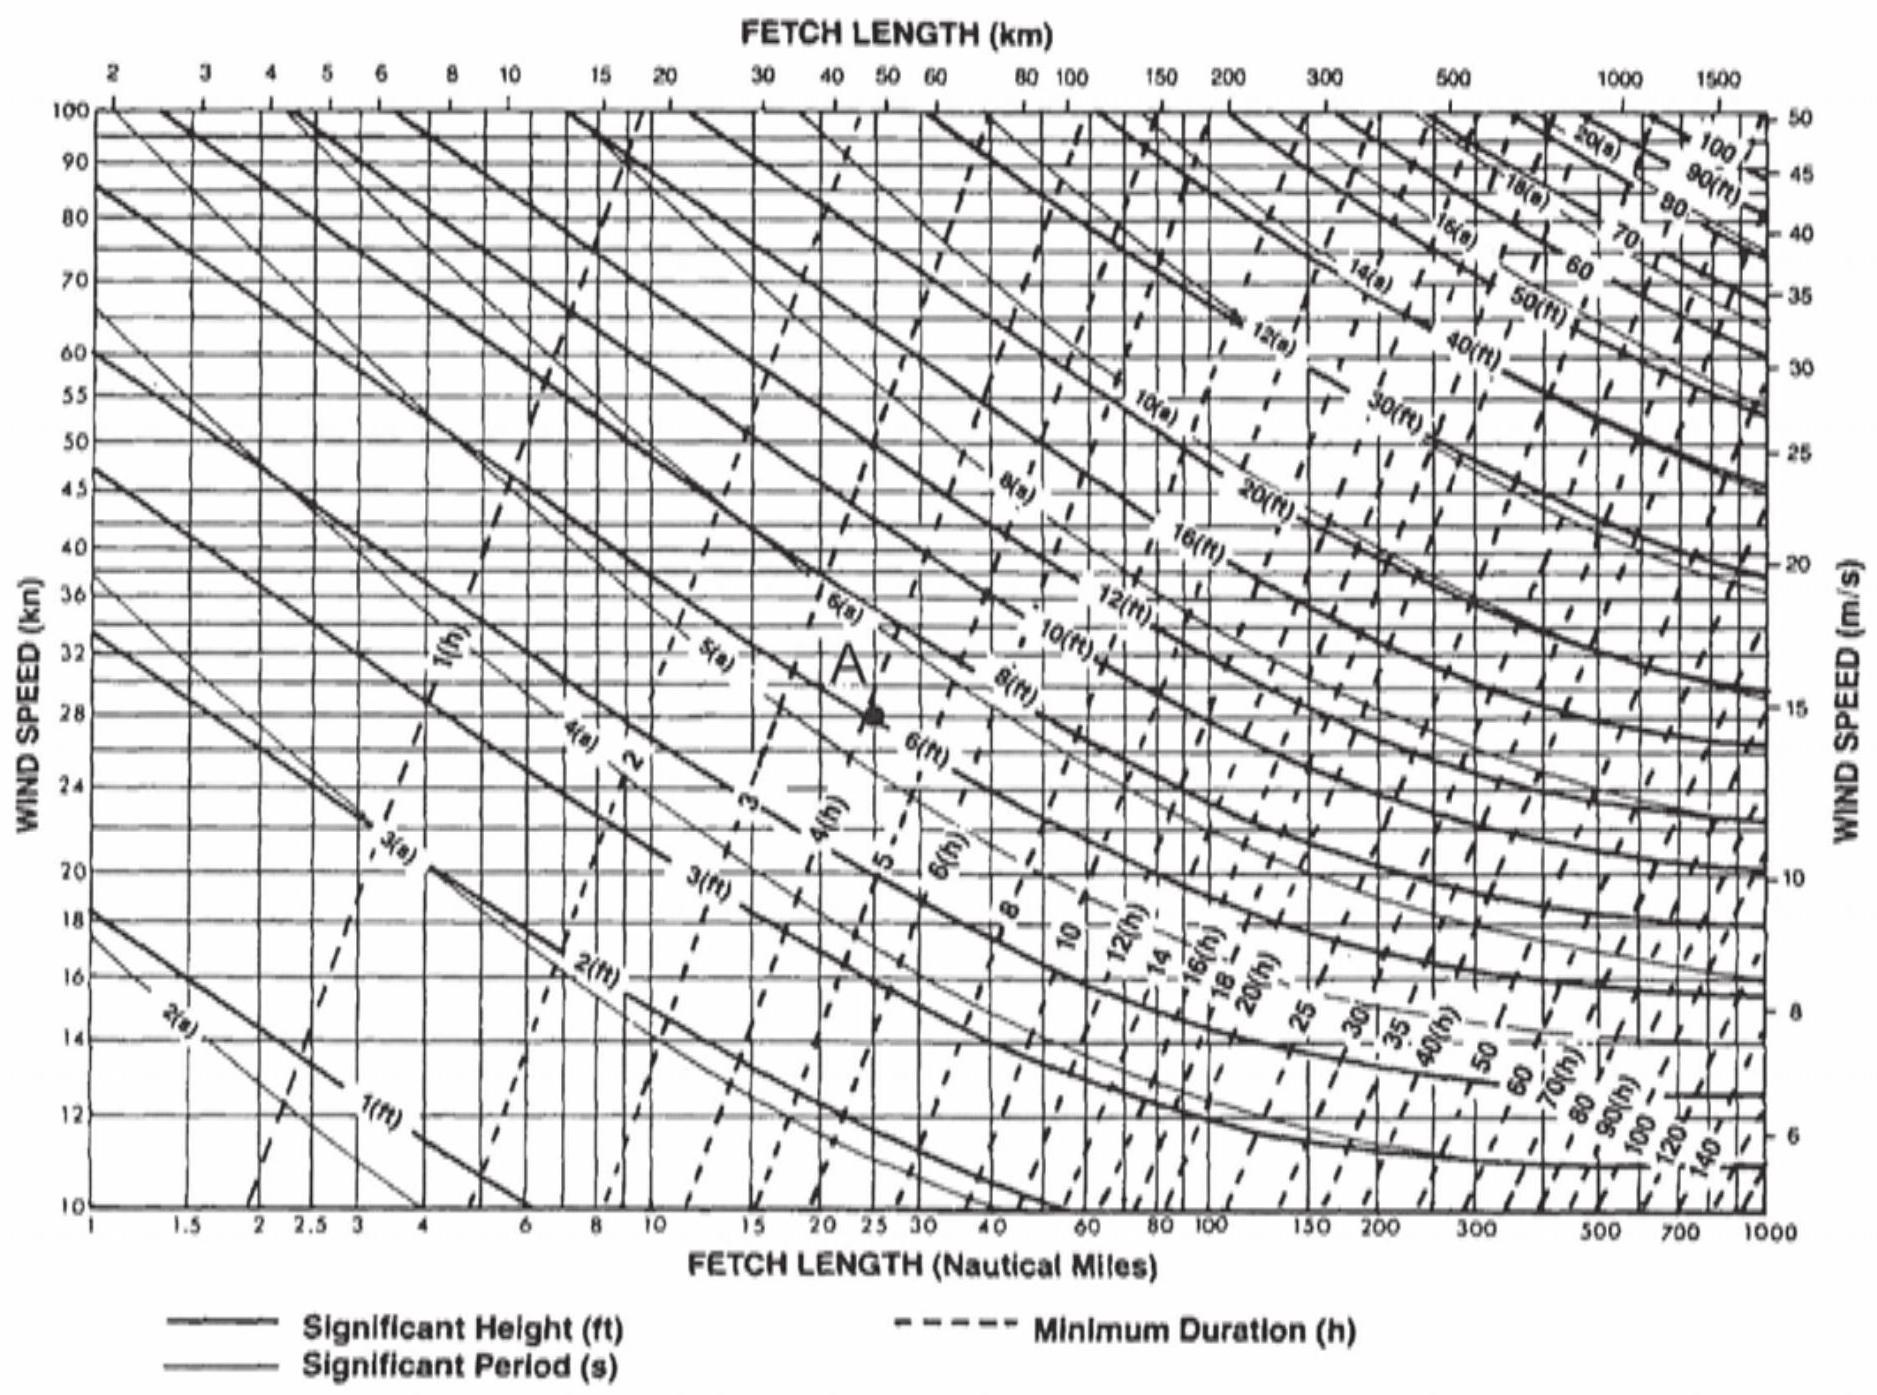 FETCH LENGTH (km)
2 3 4 5 6 8 10 15 20 30 40 50 60 80 100 150 200 300 500 1000 1500
100 50
20(s) 100
90 90(ft) 45
18(s) 80
80 16(s) 70 40
60
70 14(s) 50(ft) 35
12(s) 40(ft)
60 30
55 10(s) 30(ft)
50 25
45 8(s) 20(ft)
40 16(ft) 20
36 6(s) 12(ft)
32 1(h) 5(s) A 10(ft)
8(ft)
28 4(s) 6(ft) 15
2
24 3 4(h)
3(s) 5 6(h)
20 3(ft) 10
18 8 10 12(h) 14 16(h) 18 20(h)
16 2(ft)
2(s) 25 30 35 40(h) 50 60 70(h) 80 90(h) 100 120 140 8
14
12 1(ft) 6
10
1 1.5 2 2.5 3 4 6 8 10 15 20 25 30 40 60 80 100 150 200 300 500 700 1000
FETCH LENGTH (Nautical Miles)
WIND SPEED (kn)
WIND SPEED (m/s)
Significant Height (ft)
Significant Period (s)
Minimum Duration (h)